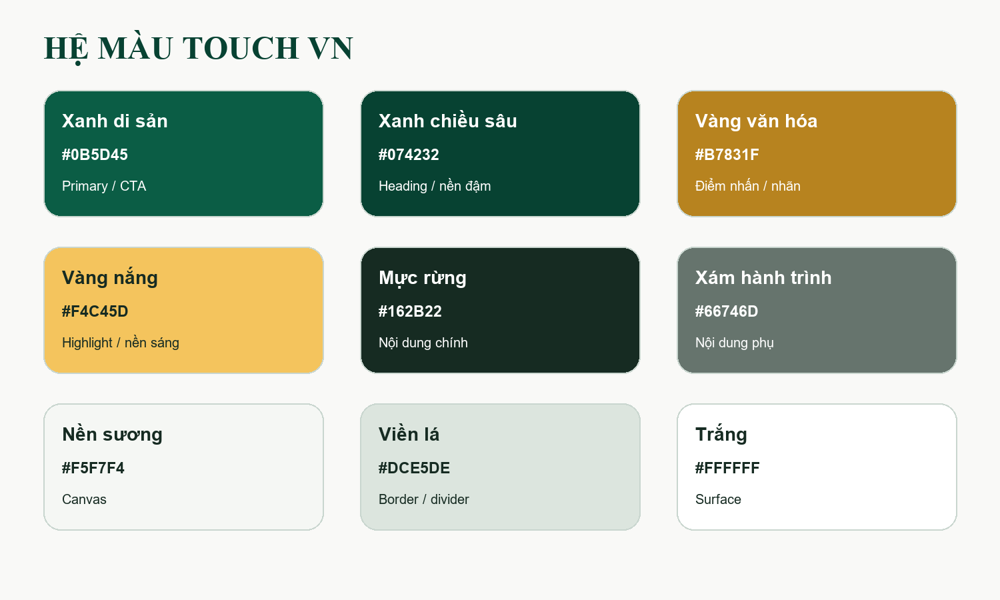 HỆ MÀU TOUCH VN
Xanh di sản
#0B5D45
Primary / CTA
Xanh chiều sâu
#074232
Heading / nền đậm
Vàng văn hóa
#B7831F
Điểm nhấn / nhãn
Vàng nắng
#F4C45D
Highlight / nền sáng
Mực rừng
#162B22
Nội dung chính
Xám hành trình
#66746D
Nội dung phụ
Nền sương
#F5F7F4
Canvas
Viền lá
#DCE5DE
Border / divider
Trắng
#FFFFFF
Surface